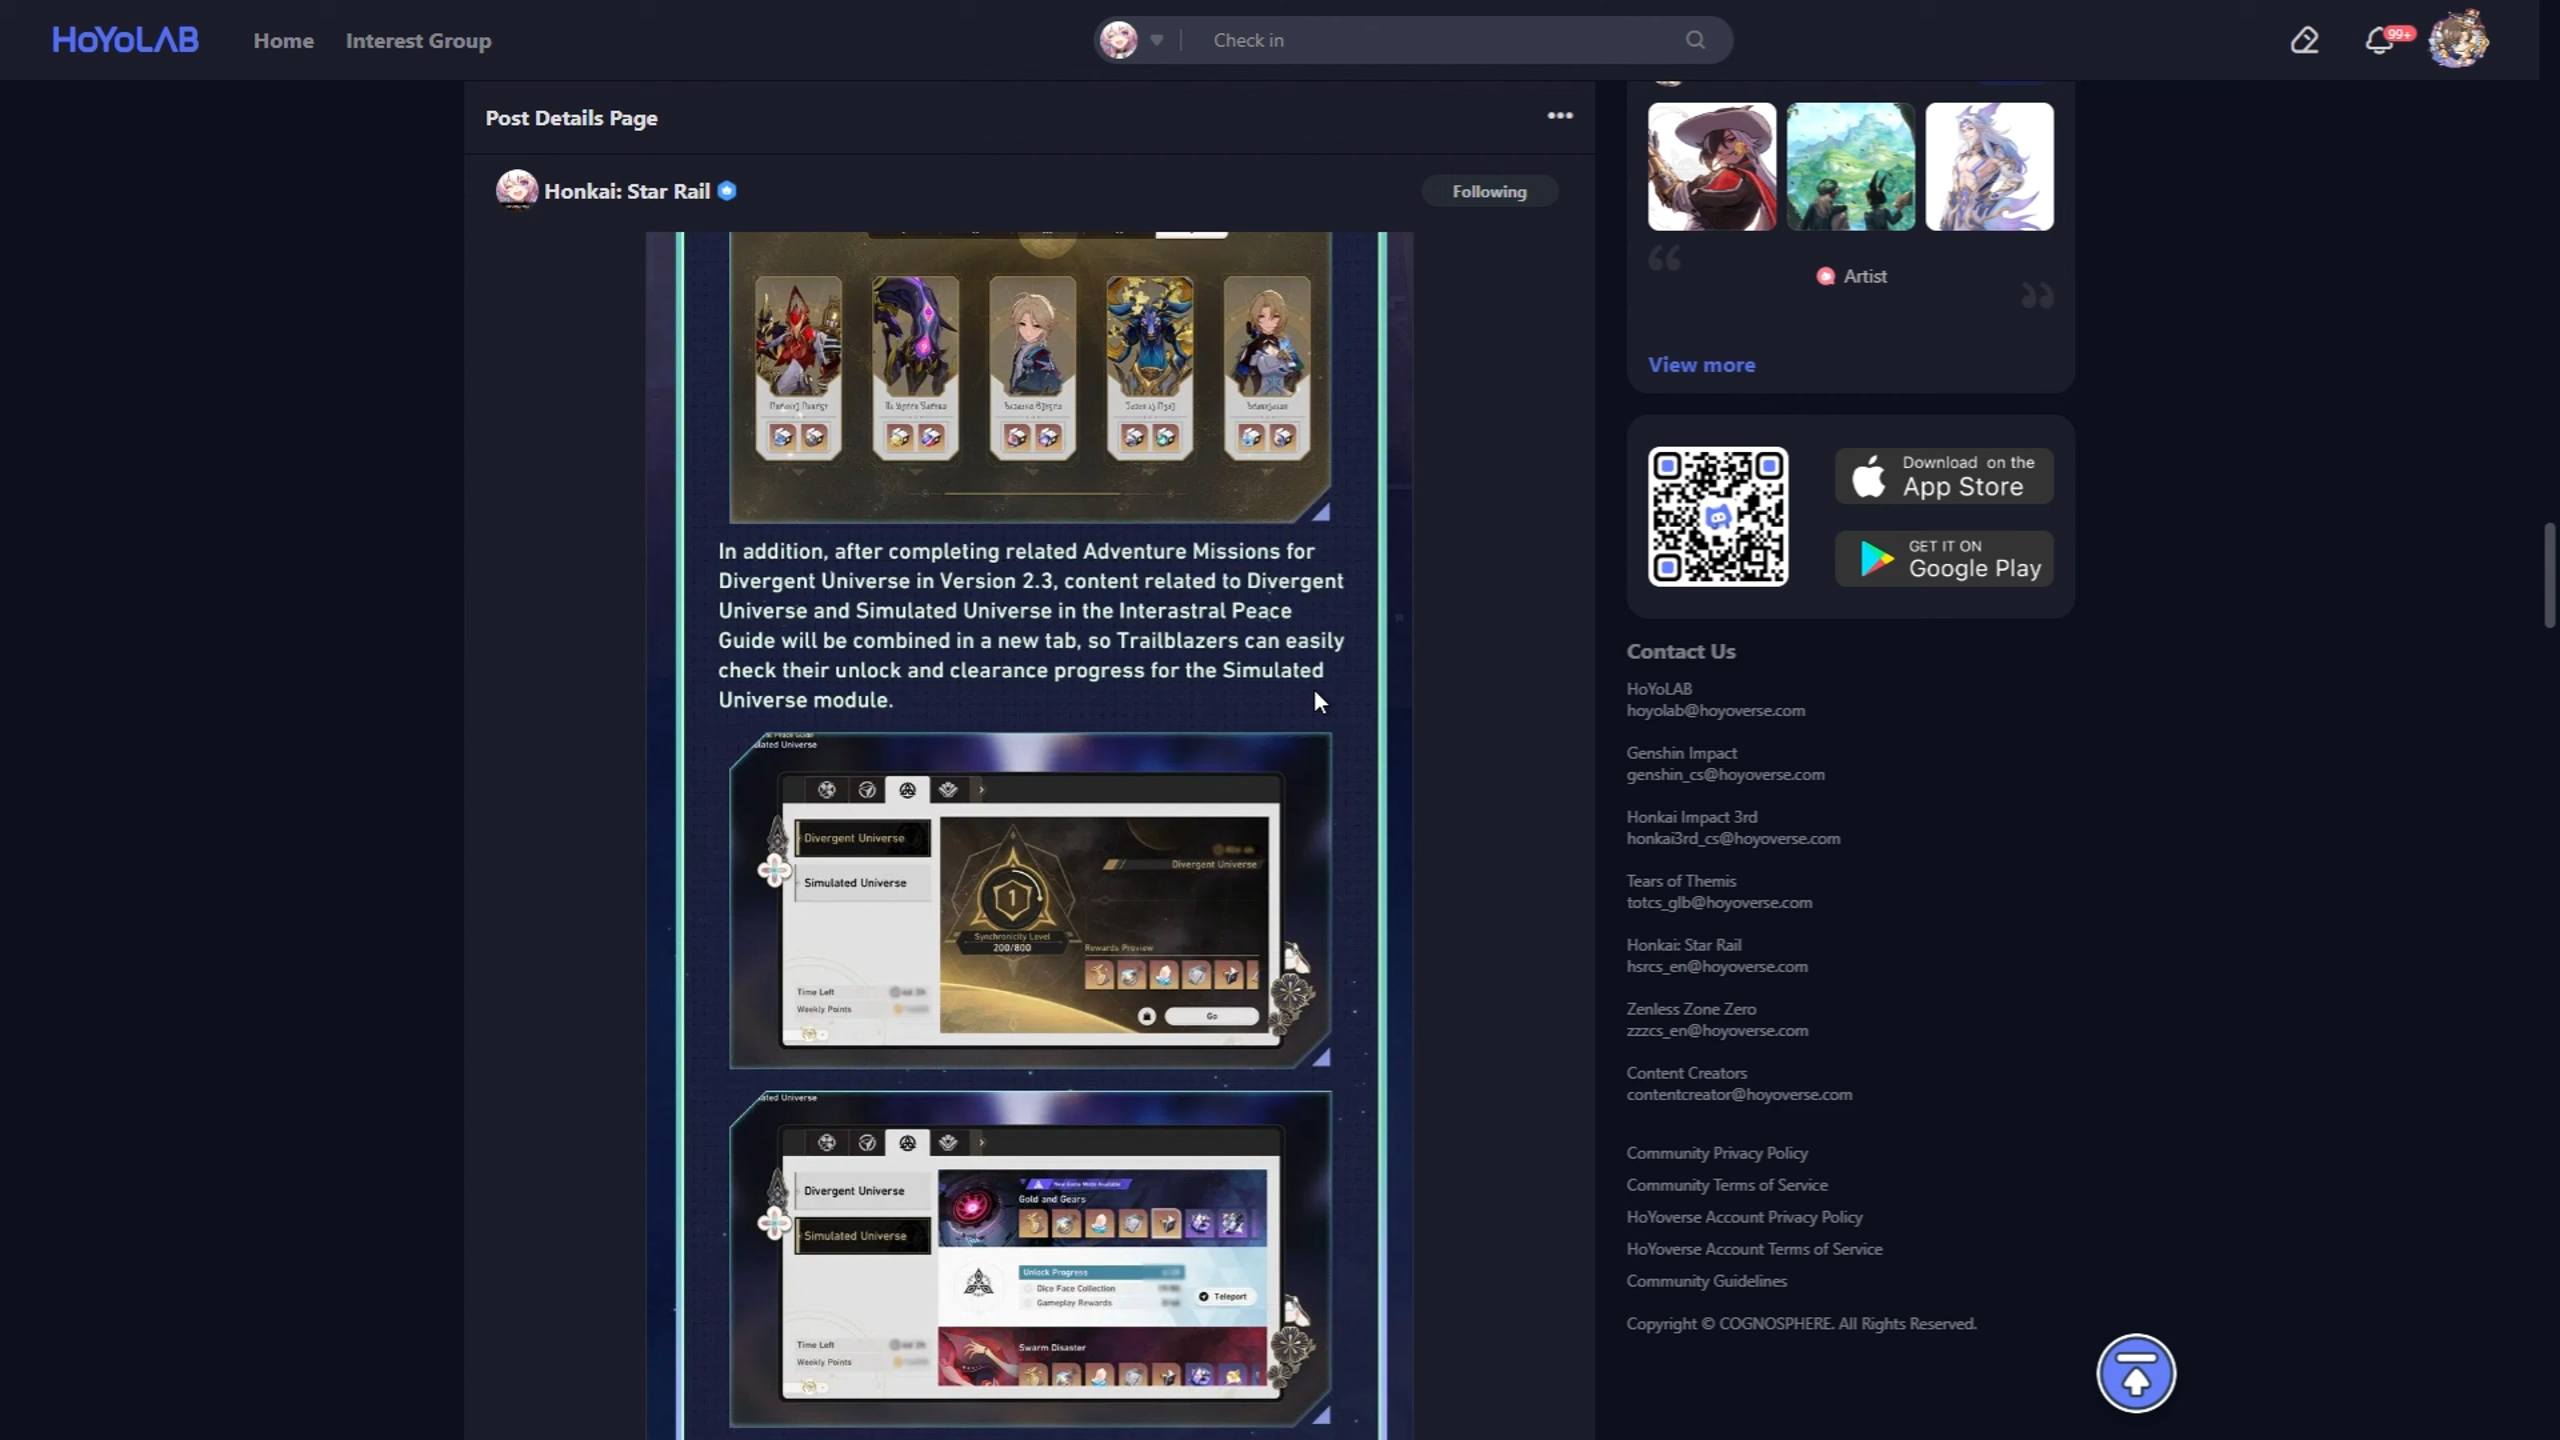 HoYoLAB
Home
Interest Group
Check in
99+
Post Details Page
Honkai: Star Rail
Following
In addition, after completing related Adventure Missions for
Divergent Universe in Version 2.3, content related to Divergent
Universe and Simulated Universe in the Interastral Peace
Guide will be combined in a new tab, so Trailblazers can easily
check their unlock and clearance progress for the Simulated
Universe module.
Divergent Universe
Simulated Universe
Time Left
Weekly Points
Divergent Universe
1
Synchronicity Level
200/800
Rewards Preview
Go
Divergent Universe
Simulated Universe
Time Left
Weekly Points
New Game Mode Available
Gold and Gears
Unlock Progress
Dice Face Collection
Gameplay Rewards
Teleport
Swarm Disaster
Artist
View more
Download on the
App Store
GET IT ON
Google Play
Contact Us
HoYoLAB
hoyolab@hoyoverse.com
Genshin Impact
genshin_cs@hoyoverse.com
Honkai Impact 3rd
honkai3rd_cs@hoyoverse.com
Tears of Themis
totcs_glb@hoyoverse.com
Honkai: Star Rail
hsrcs_en@hoyoverse.com
Zenless Zone Zero
zzzcs_en@hoyoverse.com
Content Creators
contentcreator@hoyoverse.com
Community Privacy Policy
Community Terms of Service
HoYoverse Account Privacy Policy
HoYoverse Account Terms of Service
Community Guidelines
Copyright © COGNOSPHERE. All Rights Reserved.